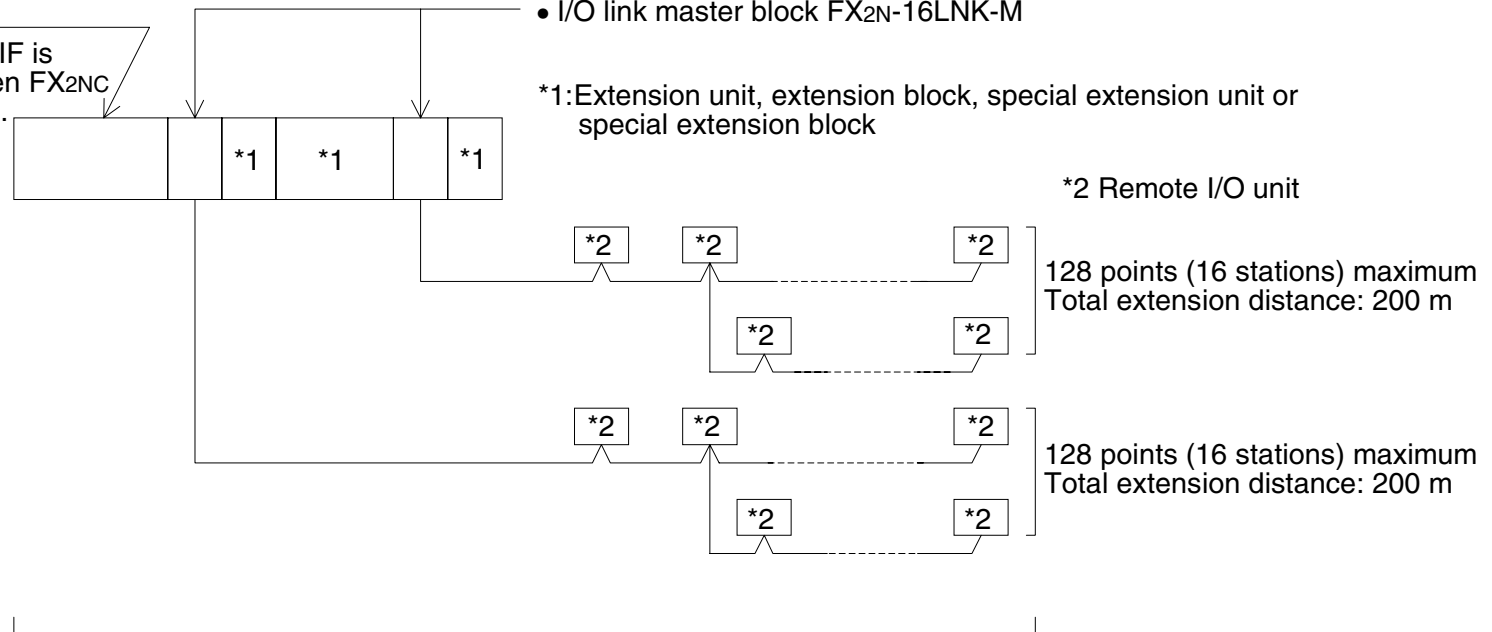 • I/O link master block FX2N-16LNK-M
IF is
en FX2NC
.
*1:Extension unit, extension block, special extension unit or
special extension block
*1 *1 *1
*2 Remote I/O unit
*2 *2 *2
128 points (16 stations) maximum
Total extension distance: 200 m
*2 *2
*2 *2 *2
128 points (16 stations) maximum
Total extension distance: 200 m
*2 *2